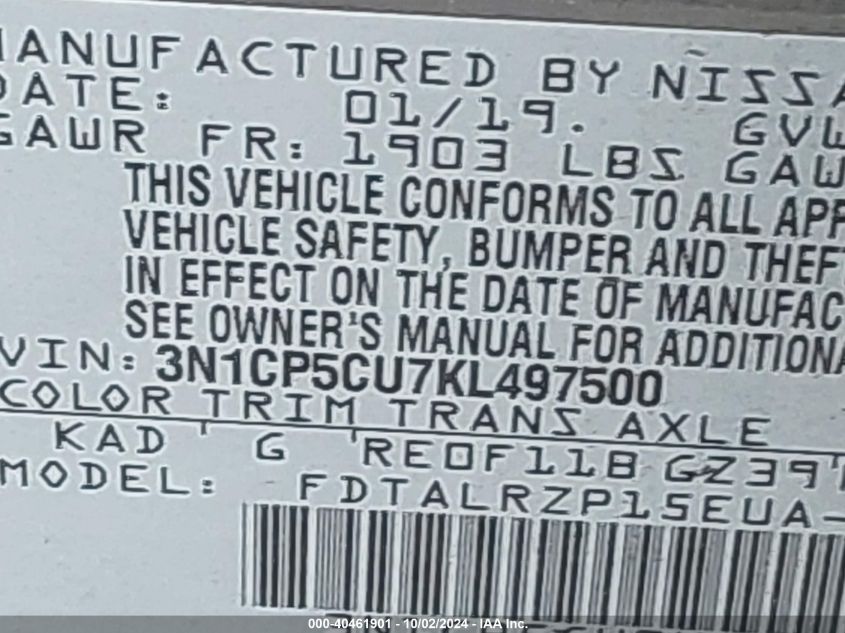 MANUFACTURED BY NISSA
DATE: 01/19. GVW
GAWR FR: 1903 LBS GAW
THIS VEHICLE CONFORMS TO ALL APP
VEHICLE SAFETY, BUMPER AND THEFT
IN EFFECT ON THE DATE OF MANUFAC
SEE OWNER'S MANUAL FOR ADDITIONA
VIN: 3N1CP5CU7KL497500
COLOR TRIM TRANS AXLE
KAD G RE0F11B GZ397
MODEL: FDTALRZP15EUA-
000-40461901 - 10/02/2024 - IAA Inc.